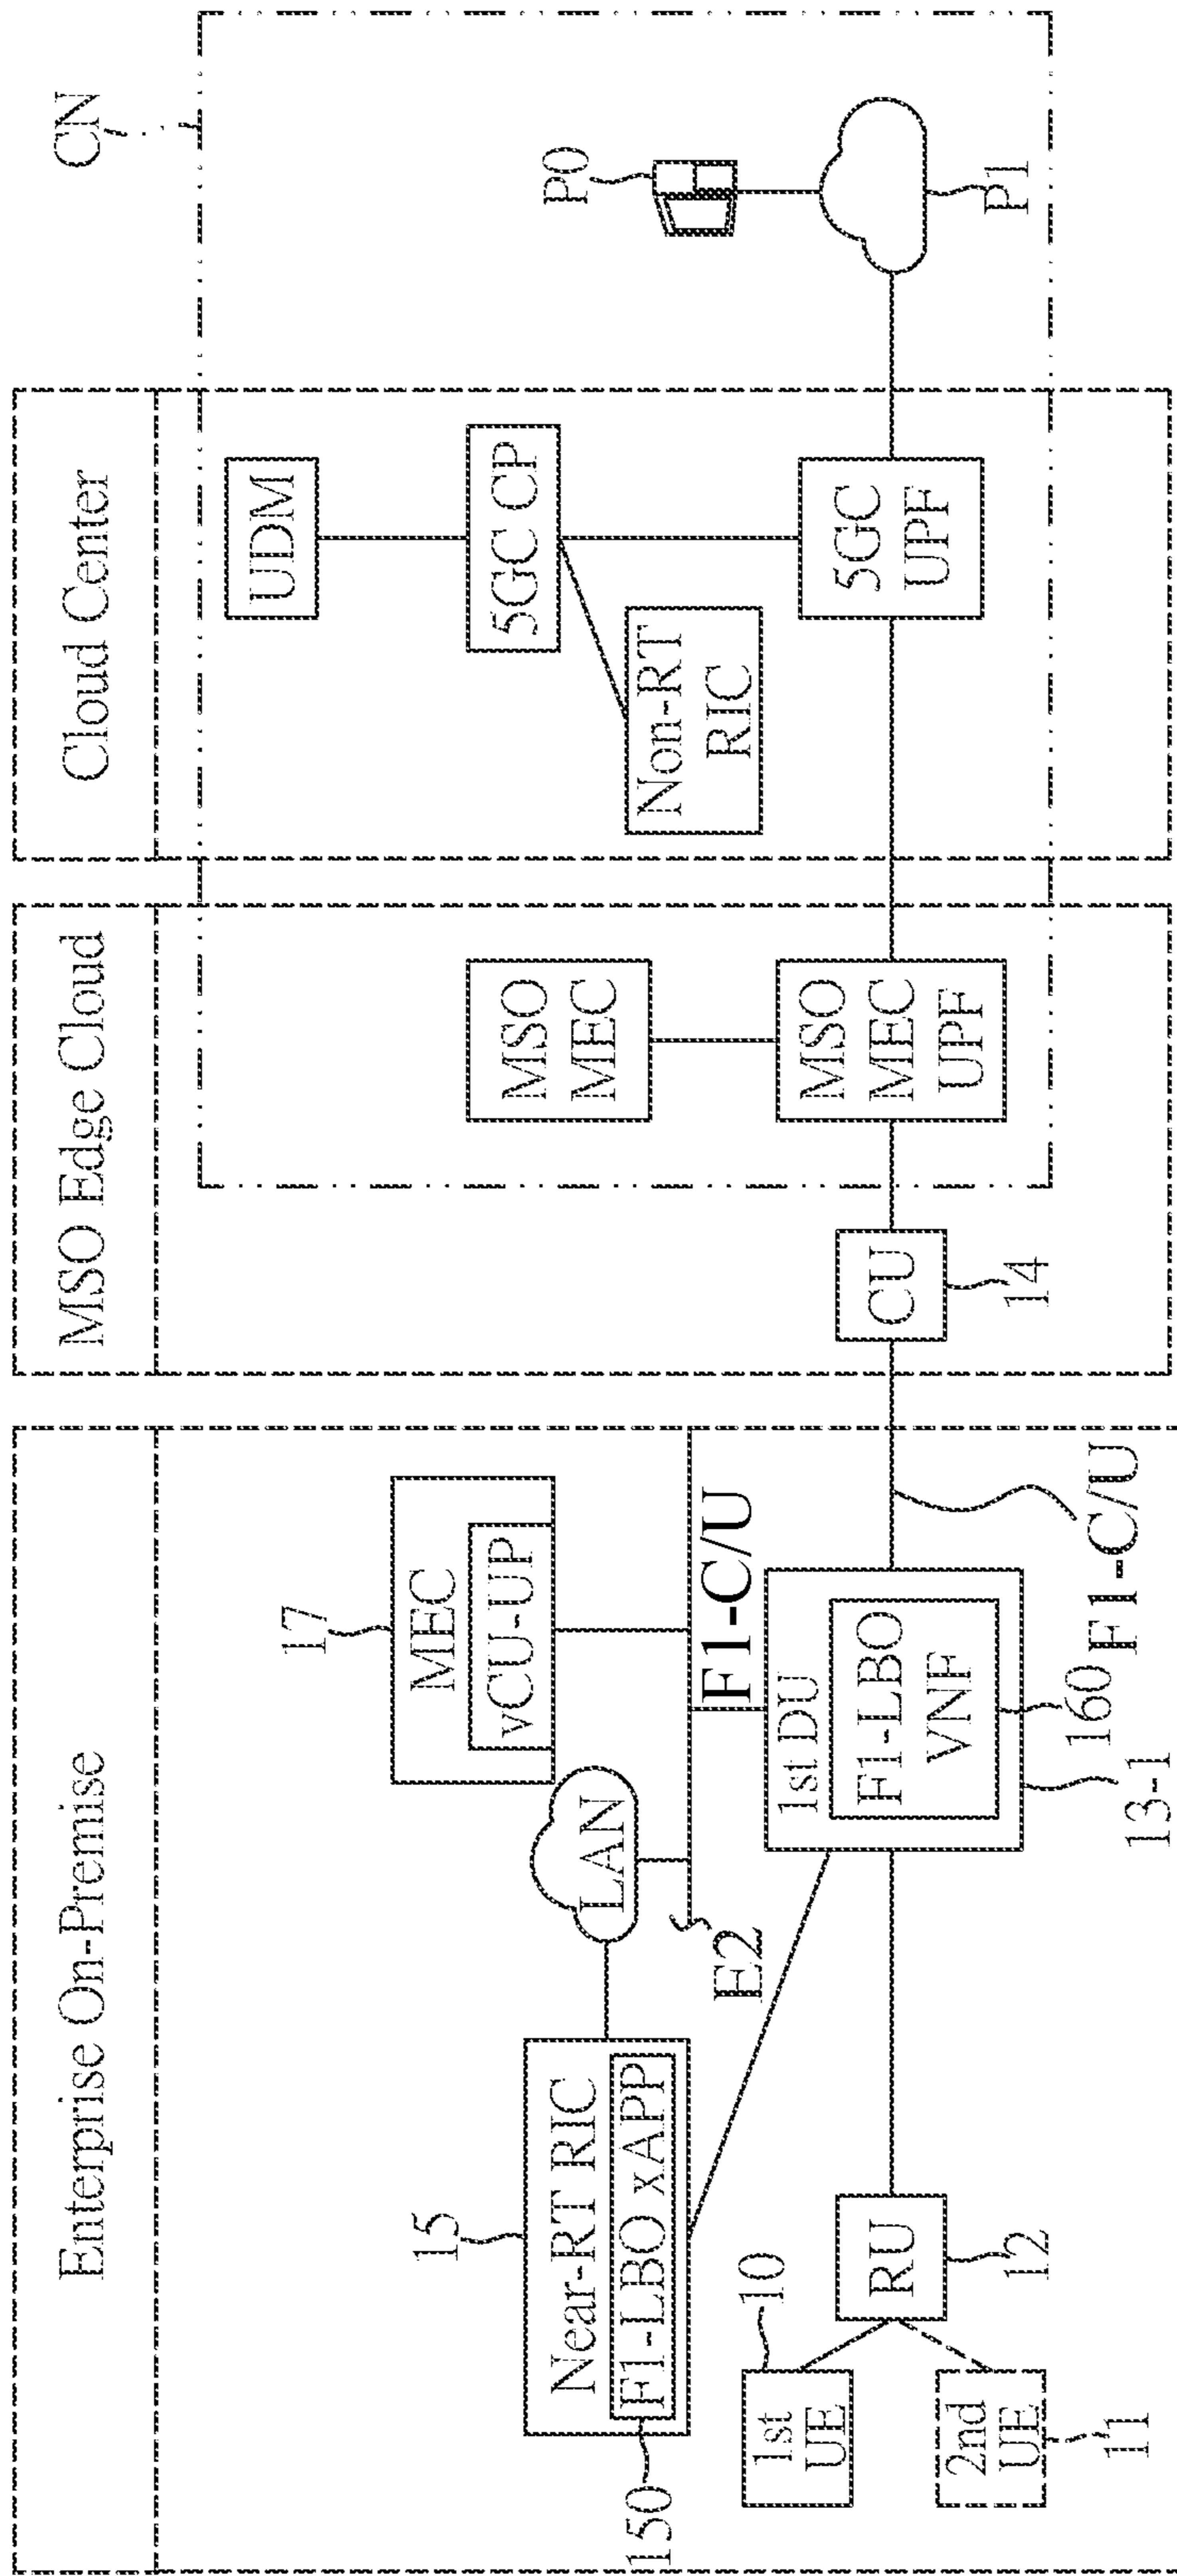 Enterprise On-Premise
MSO Edge Cloud
Cloud Center
CN
17
MEC
vCU-UP
UDM
15
Near-RT RIC
F1-LBO xAPP
150
LAN
MSO
MEC
5GC CP
P0
E2
F1-C/U
Non-RT
RIC
10
1st
UE
RU
12
2nd
UE
11
1st DU
F1-LBO
VNF
160
13-1
F1-C/U
CU
14
MSO
MEC
UPF
5GC
UPF
P1